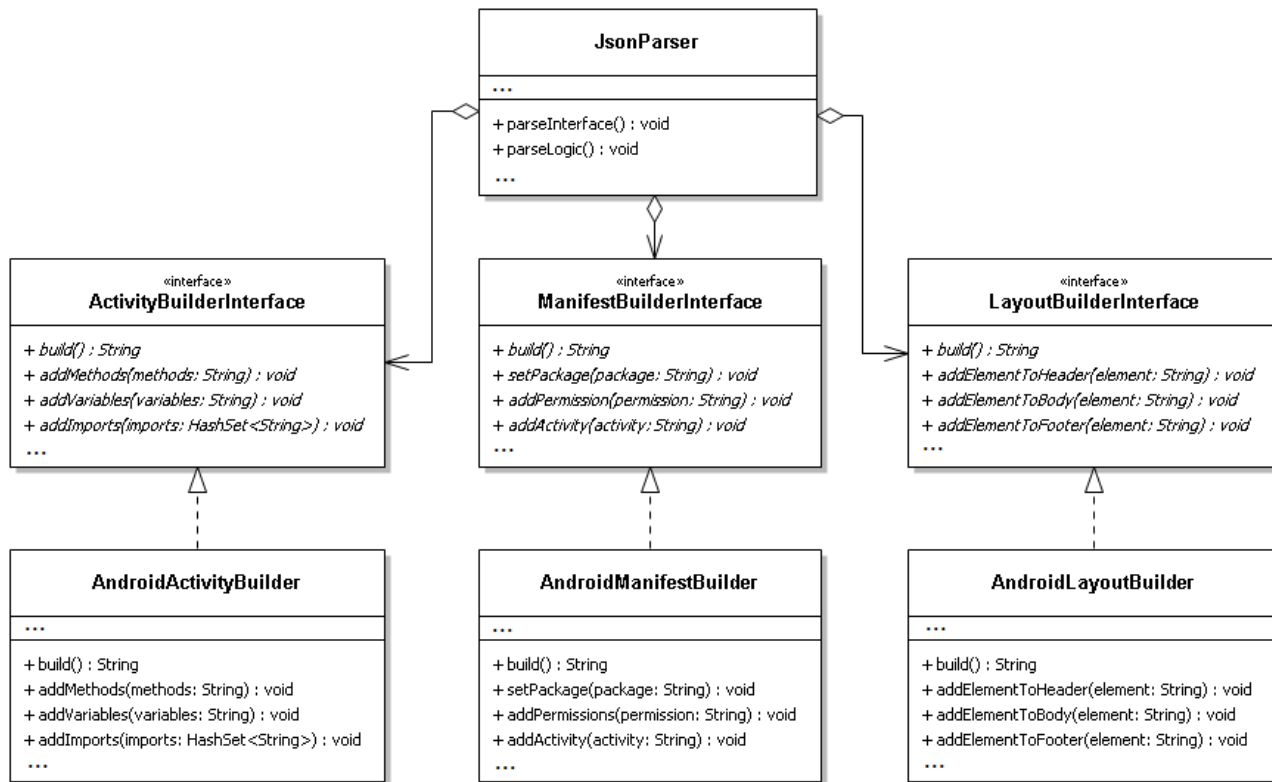 JsonParser
...
+ parseInterface() : void
+ parseLogic() : void
...
«interface»
ActivityBuilderInterface
+ build() : String
+ addMethods(methods: String) : void
+ addVariables(variables: String) : void
+ addImports(imports: HashSet<String>) : void
...
«interface»
ManifestBuilderInterface
+ build() : String
+ setPackage(package: String) : void
+ addPermission(permission: String) : void
+ addActivity(activity: String) : void
...
«interface»
LayoutBuilderInterface
+ build() : String
+ addElementToHeader(element: String) : void
+ addElementToBody(element: String) : void
+ addElementToFooter(element: String) : void
...
AndroidActivityBuilder
...
+ build() : String
+ addMethods(methods: String) : void
+ addVariables(variables: String) : void
+ addImports(imports: HashSet<String>) : void
...
AndroidManifestBuilder
...
+ build() : String
+ setPackage(package: String) : void
+ addPermissions(permission: String) : void
+ addActivity(activity: String) : void
...
AndroidLayoutBuilder
...
+ build() : String
+ addElementToHeader(element: String) : void
+ addElementToBody(element: String) : void
+ addElementToFooter(element: String) : void
...